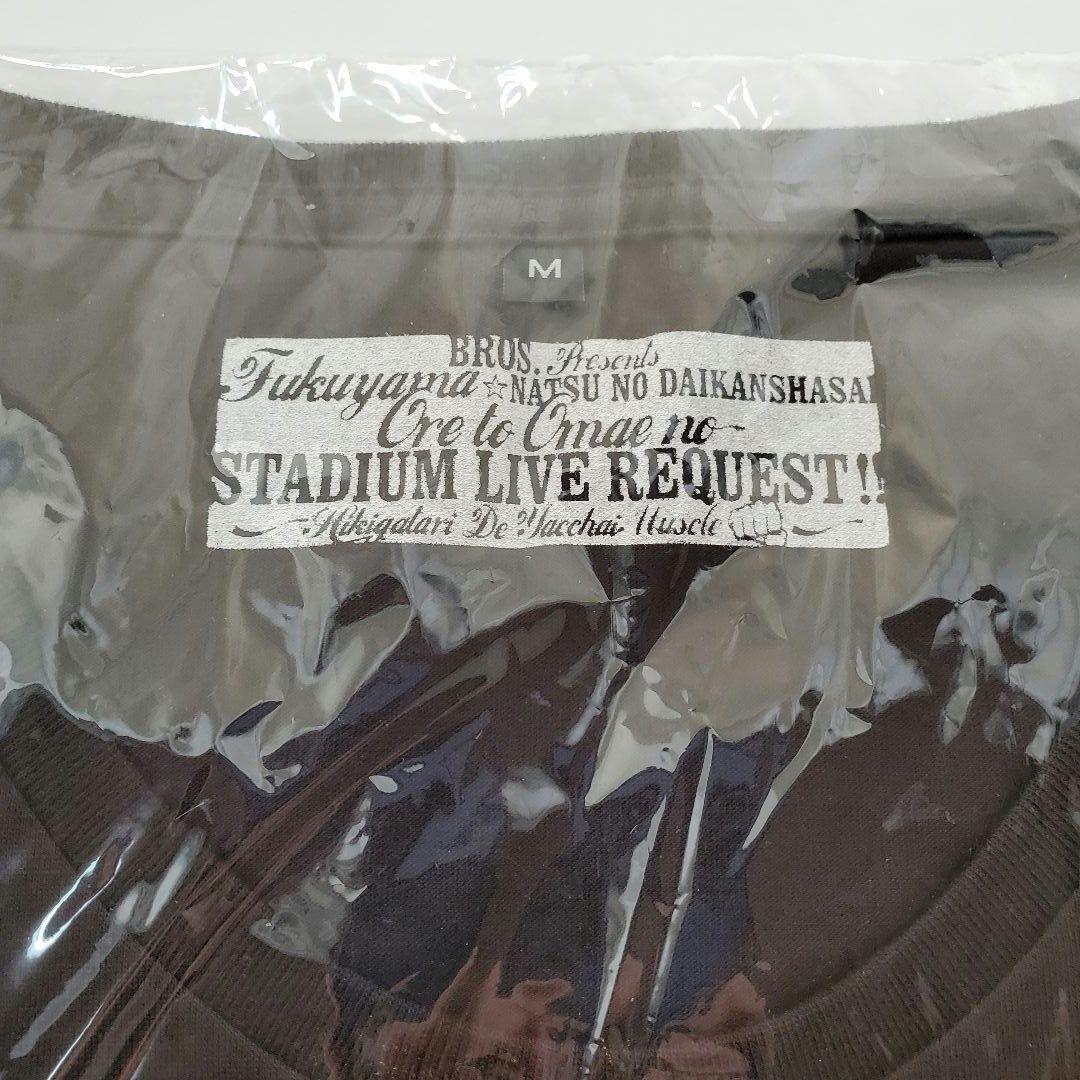 M
BROS. Presents
Fukuyama ☆ NATSU NO DAIKANSHASAI
Ore to Omae no
STADIUM LIVE REQUEST!!
Hikigatari De Yacchai Muscle